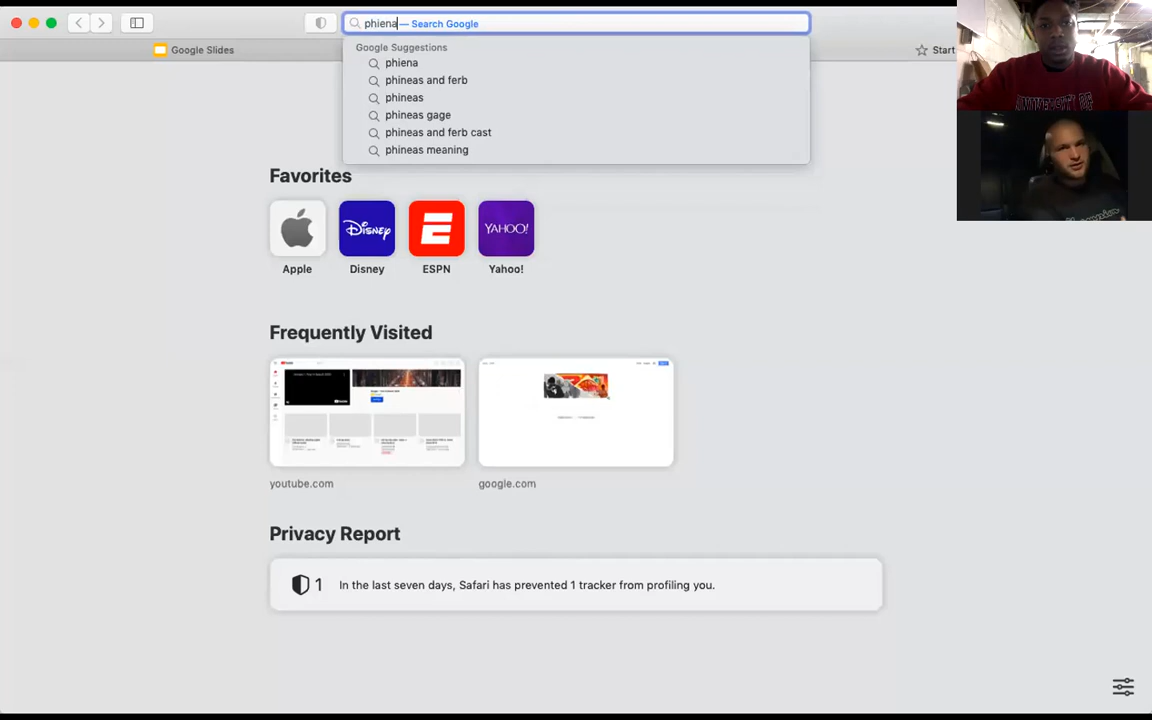 phiena — Search Google
Google Slides
Start
Google Suggestions
phiena
phineas and ferb
phineas
phineas gage
phineas and ferb cast
phineas meaning
UNIVERSITY OF
Favorites
Disney
E
YAHOO!
Apple
Disney
ESPN
Yahoo!
Frequently Visited
youtube.com
google.com
Privacy Report
1
In the last seven days, Safari has prevented 1 tracker from profiling you.